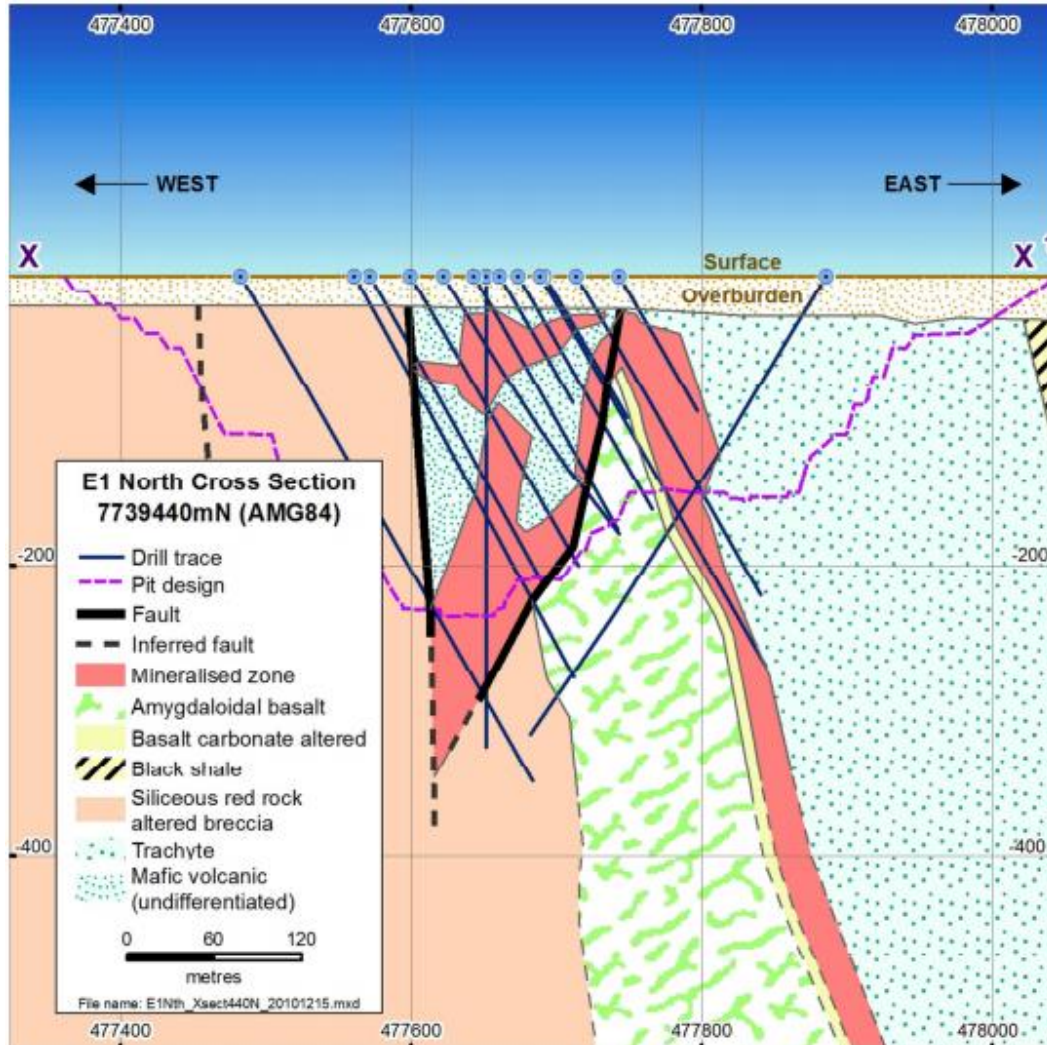 477400 477600 477800 478000
WEST EAST
X X
Surface
Overburden
E1 North Cross Section
7739440mN (AMG84)
Drill trace
Pit design
Fault
Inferred fault
Mineralised zone
Amygdaloidal basalt
Basalt carbonate altered
Black shale
Siliceous red rock
altered breccia
Trachyte
Mafic volcanic
(undifferentiated)
0 60 120
metres
File name: E1Nth_Xsect440N_20101215.mxd
-200 -200
-400 -400
477400 477600 477800 478000